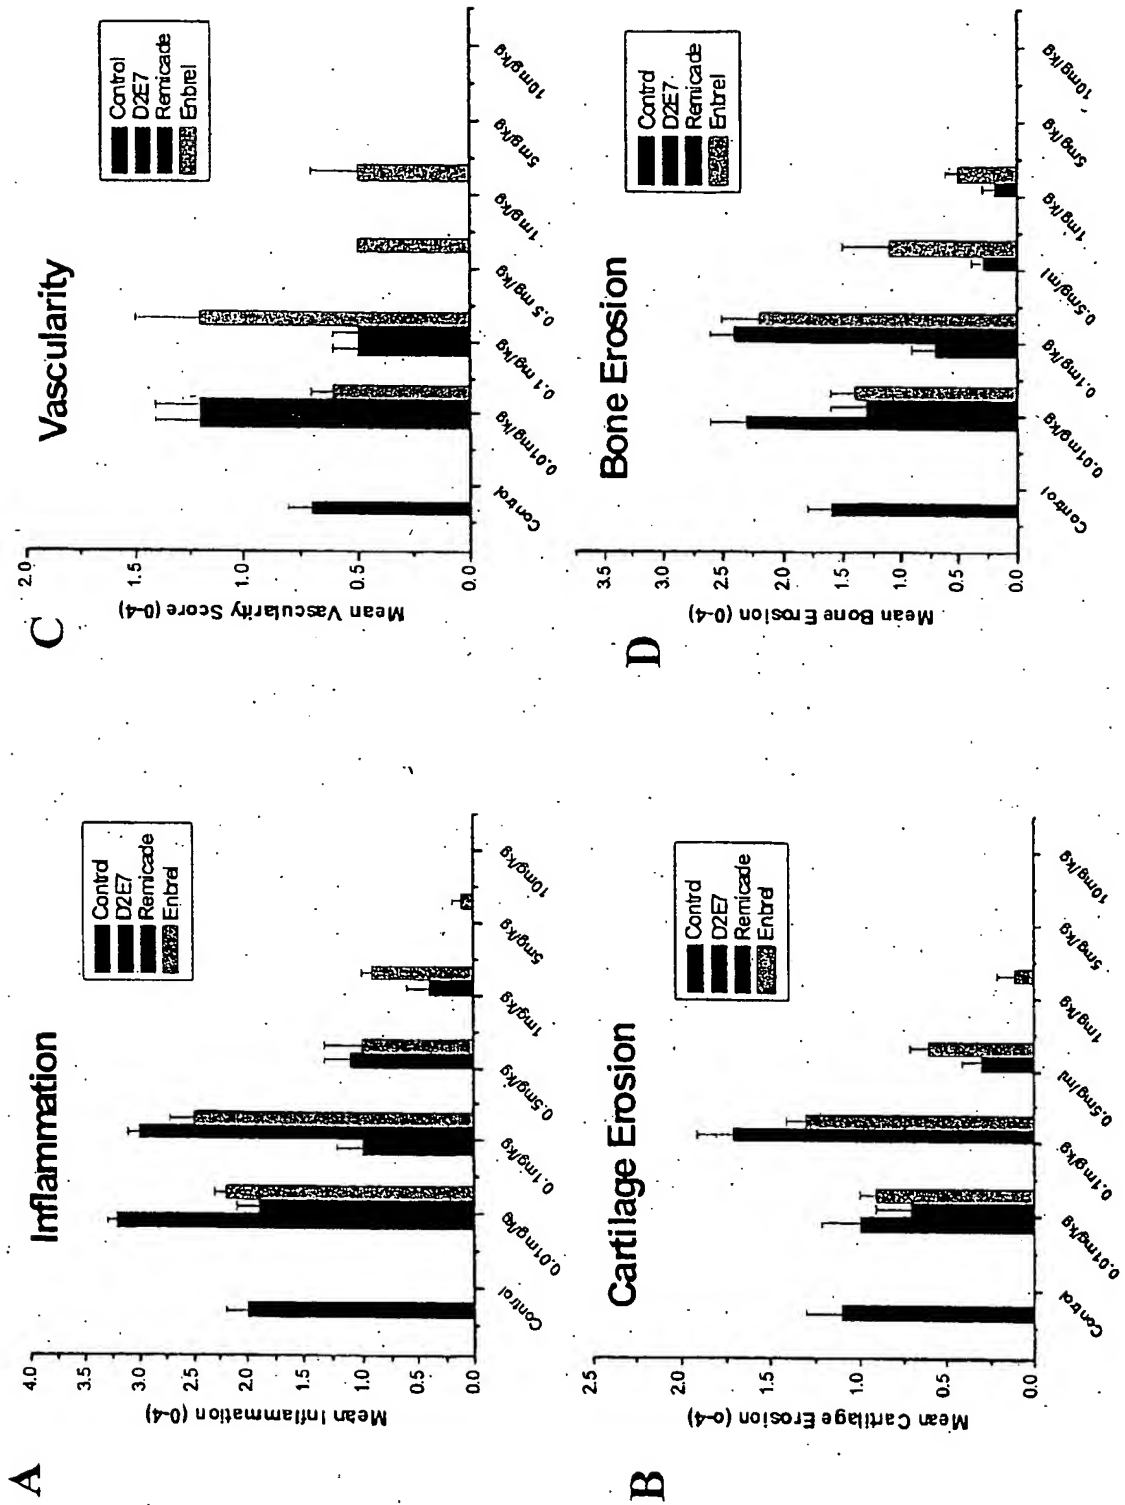 A
Inflammation
Mean Inflammation (0-4)
4.0
3.5
3.0
2.5
2.0
1.5
1.0
0.5
0.0
Control
D2E7
Remicade
Enbrel
Control
0.01mg/kg
0.1mg/kg
0.5mg/kg
1mg/kg
5mg/kg
10mg/kg
C
Vascularity
Mean Vascularity Score (0-4)
2.0
1.5
1.0
0.5
0.0
Control
D2E7
Remicade
Enbrel
Control
0.01mg/kg
0.1 mg/kg
0.5 mg/kg
1mg/kg
5mg/kg
10mg/kg
B
Cartilage Erosion
Mean Cartilage Erosion (o-4)
2.5
2.0
1.5
1.0
0.5
0.0
Control
D2E7
Remicade
Enbrel
Control
0.01mg/kg
0.1mg/kg
0.5mg/ml
1mg/kg
5mg/kg
10mg/kg
D
Bone Erosion
Mean Bone Erosion (0-4)
3.5
3.0
2.5
2.0
1.5
1.0
0.5
0.0
Control
D2E7
Remicade
Enbrel
Control
0.01mg/kg
0.1mg/kg
0.5mg/ml
1mg/kg
5mg/kg
10mg/kg